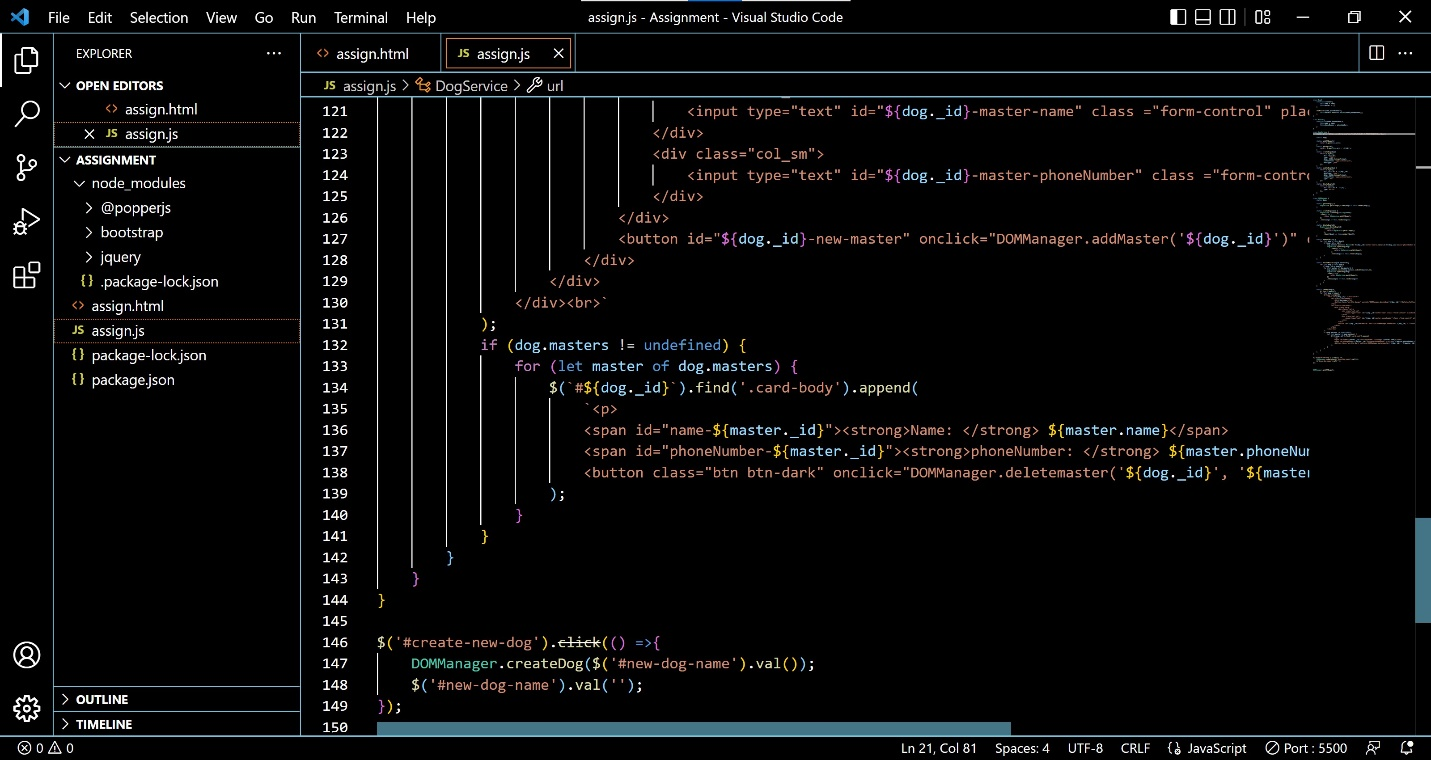 File Edit Selection View Go Run Terminal Help
assign.js - Assignment - Visual Studio Code
EXPLORER
OPEN EDITORS
assign.html
JS assign.js
ASSIGNMENT
node_modules
@popperjs
bootstrap
jquery
{} .package-lock.json
assign.html
JS assign.js
{} package-lock.json
{} package.json
OUTLINE
TIMELINE
assign.html
JS assign.js
JS assign.js > DogService > url
121 <input type="text" id="${dog._id}-master-name" class ="form-control" plac
122 </div>
123 <div class="col_sm">
124 <input type="text" id="${dog._id}-master-phoneNumber" class ="form-contro
125 </div>
126 </div>
127 <button id="${dog._id}-new-master" onclick="DOMManager.addMaster('${dog._id}')"
128 </div>
129 </div>
130 </div><br>`
131 );
132 if (dog.masters != undefined) {
133 for (let master of dog.masters) {
134 $(`#${dog._id}`).find('.card-body').append(
135 `<p>
136 <span id="name-${master._id}"><strong>Name: </strong> ${master.name}</span>
137 <span id="phoneNumber-${master._id}"><strong>phoneNumber: </strong> ${master.phoneNum
138 <button class="btn btn-dark" onclick="DOMManager.deletemaster('${dog._id}', '${master
139 );
140 }
141 }
142 }
143 }
144 }
145
146 $('#create-new-dog').click(() =>{
147 DOMManager.createDog($('#new-dog-name').val());
148 $('#new-dog-name').val('');
149 });
150
0 0
Ln 21, Col 81 Spaces: 4 UTF-8 CRLF {} JavaScript Port : 5500